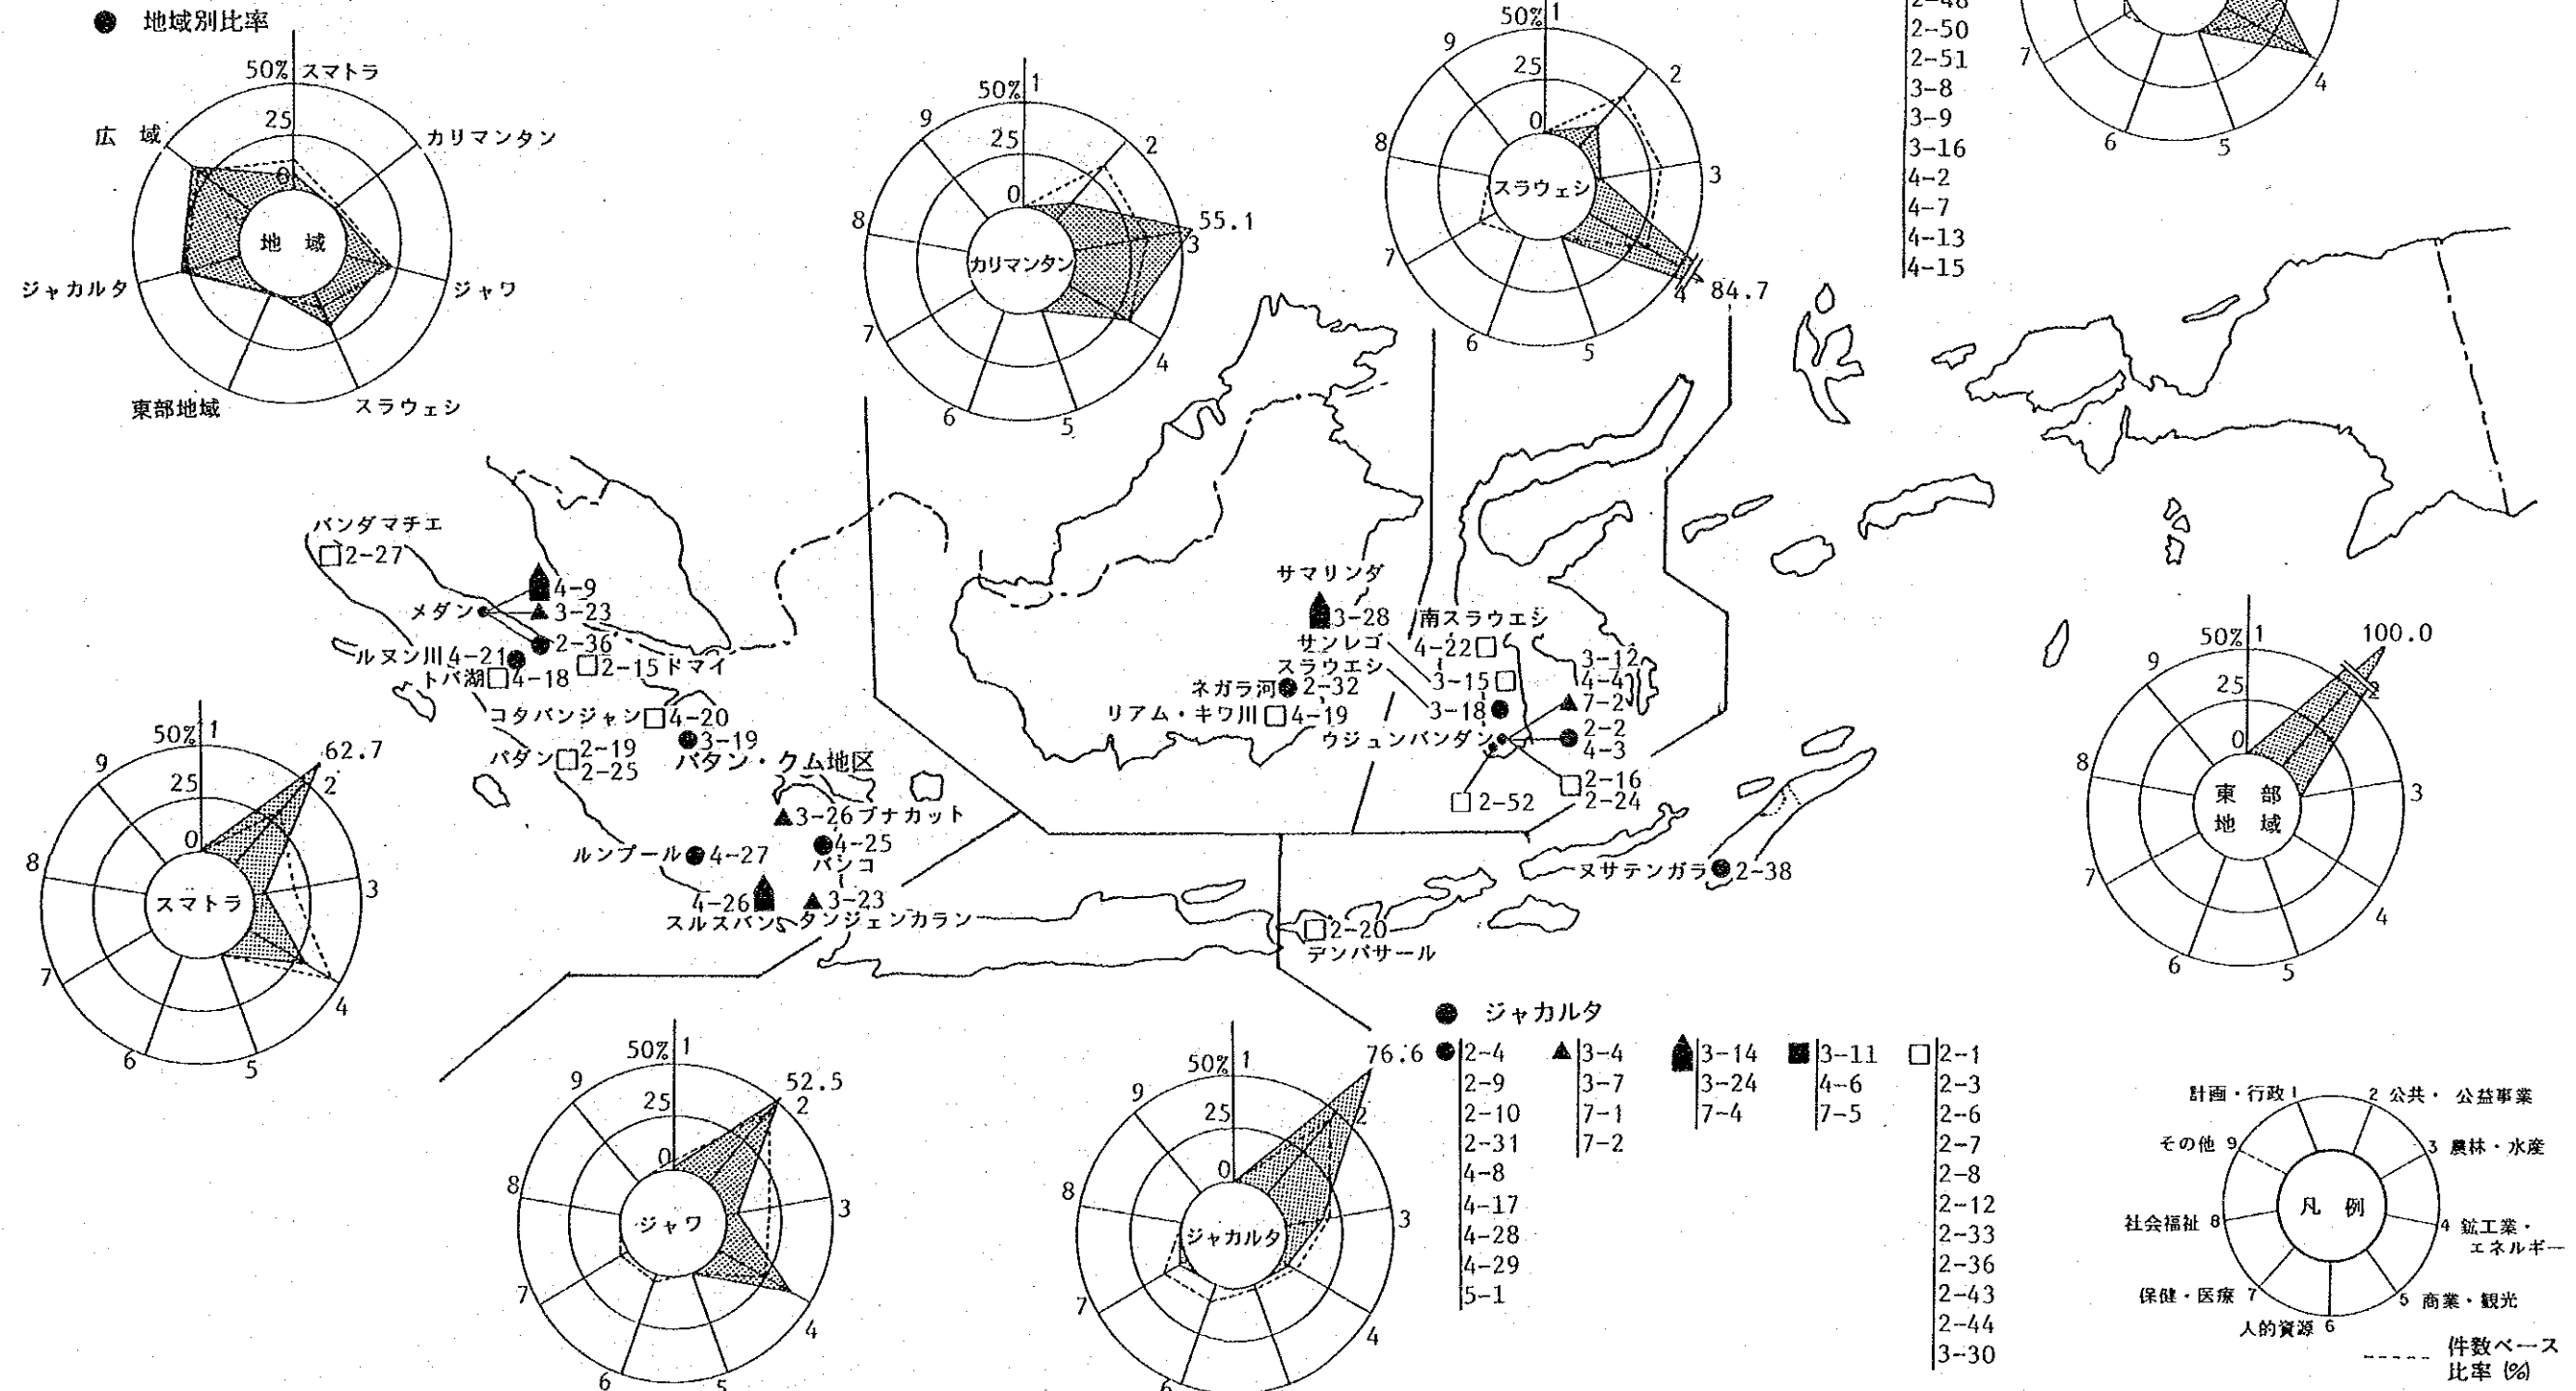 ● 地域別比率
50% スマトラ
25
0
広域
カリマンタン
地域
ジャカルタ
ジャワ
東部地域
スラウェシ
50% 1
25
0
9
2
8
55.1
3
カリマンタン
7
4
6
5
50% 1
25
0
9
2
8
3
スラウェシ
7
4
84.7
6
5
2-48
2-50
2-51
3-8
3-9
3-16
4-2
4-7
4-13
4-15
7
4
6
5
バンダマチエ
□2-27
4-9
メダン
▲3-23
●2-36
ルヌン川4-21●
□2-15ドマイ
トバ湖□4-18
コタパンジャン□4-20
●3-19
パダン□2-19
2-25
バタン・クム地区
▲3-26ブナカット
●4-25
バンコ
ルンプール●4-27
4-26
▲3-23
スルスバン
タンジェンカラン
サマリンダ
3-28
南スラウエシ
サンレゴ
4-22□
スラウエシ
3-12
4-4
3-15□
ネガラ河●2-32
▲7-2
リアム・キワ川□4-19
3-18●
ウジュンパンダン
●2-2
4-3
□2-52
□2-16
2-24
ヌサテンガラ●2-38
□2-20
デンパサール
50% 1
62.7
9
25
2
0
8
3
スマトラ
7
4
6
5
50% 1
100.0
9
25
2
0
8
3
東部
地域
7
4
6
5
50% 1
52.5
9
25
2
0
8
3
ジャワ
7
4
6
5
50% 1
76.6
9
25
2
0
8
3
ジャカルタ
7
4
6
● ジャカルタ
●
2-4
2-9
2-10
2-31
4-8
4-17
4-28
4-29
5-1
▲
3-4
3-7
7-1
7-2
3-14
3-24
7-4
■
3-11
4-6
7-5
□
2-1
2-3
2-6
2-7
2-8
2-12
2-33
2-36
2-43
2-44
3-30
計画・行政 1
2 公共・公益事業
その他 9
3 農林・水産
凡例
社会福祉 8
4 鉱工業・
エネルギー
保健・医療 7
5 商業・観光
人的資源 6
----- 件数ベース
比率 (%)